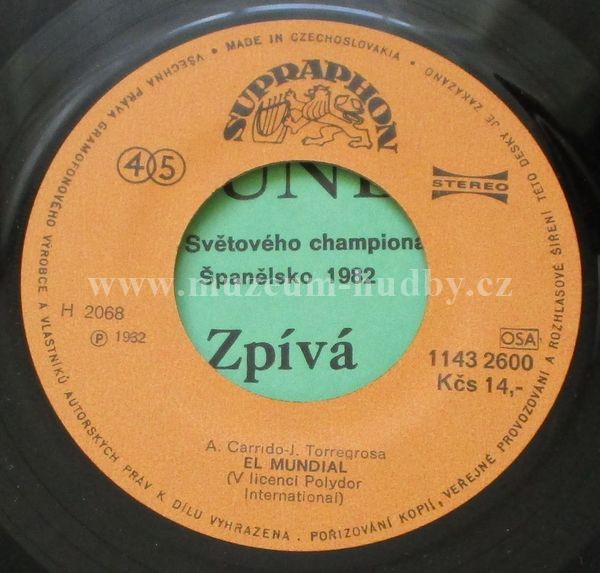 VŠECHNA PRÁVA GRAMOFONOVÉHO VÝROBCE A VLASTNÍKŮ AUTORSKÝCH PRÁV K DÍLU VYHRAZENA. POŘIZOVÁNÍ KOPIÍ, VEŘEJNÉ PROVOZOVÁNÍ A ROZHLASOVÉ ŠÍŘENÍ TÉTO DESKY JE ZAKÁZÁNO
• MADE IN CZECHOSLOVAKIA •
SUPRAPHON
45
STEREO
UNI
Světového championá
Španělsko 1982
www.muzeum-hudby.cz
H 2068
Ⓟ 1982
Zpívá
OSA
1143 2600
Kčs 14,-
A. Carrido-J. Torregrosa
EL MUNDIAL
(V licenci Polydor
International)